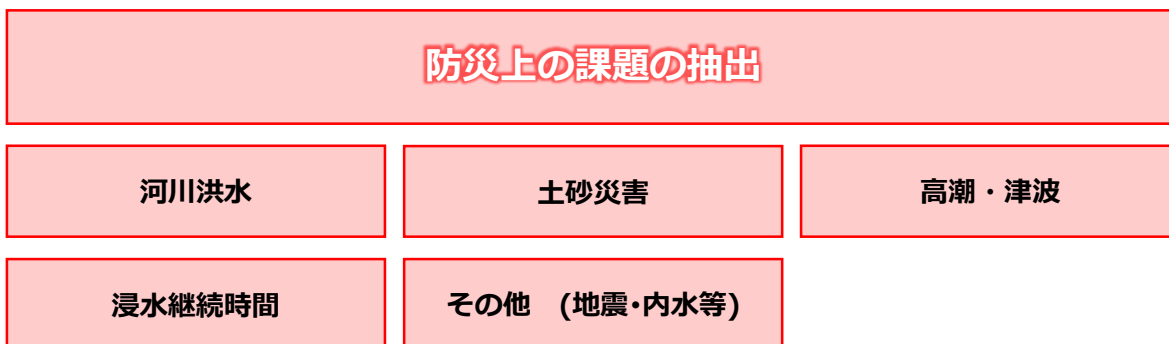 防災上の課題の抽出
河川洪水
土砂災害
高潮・津波
浸水継続時間
その他　(地震・内水等)